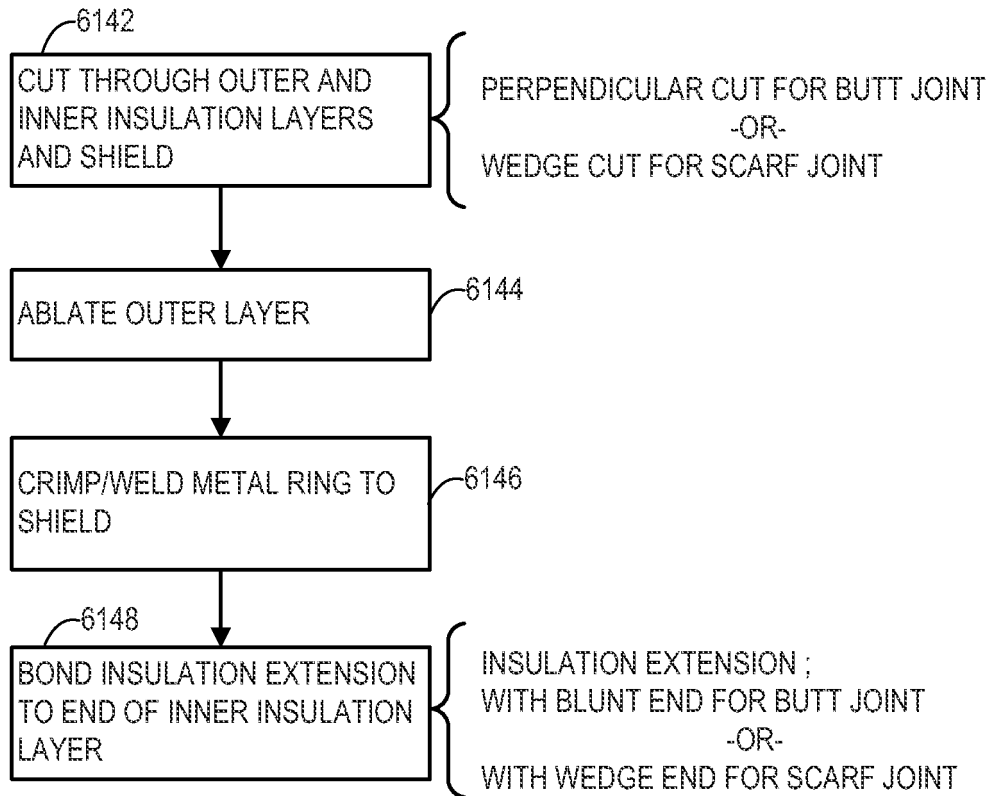 6142
CUT THROUGH OUTER AND
INNER INSULATION LAYERS
AND SHIELD
PERPENDICULAR CUT FOR BUTT JOINT
-OR-
WEDGE CUT FOR SCARF JOINT
ABLATE OUTER LAYER
6144
CRIMP/WELD METAL RING TO
SHIELD
6146
6148
BOND INSULATION EXTENSION
TO END OF INNER INSULATION
LAYER
INSULATION EXTENSION ;
WITH BLUNT END FOR BUTT JOINT
-OR-
WITH WEDGE END FOR SCARF JOINT